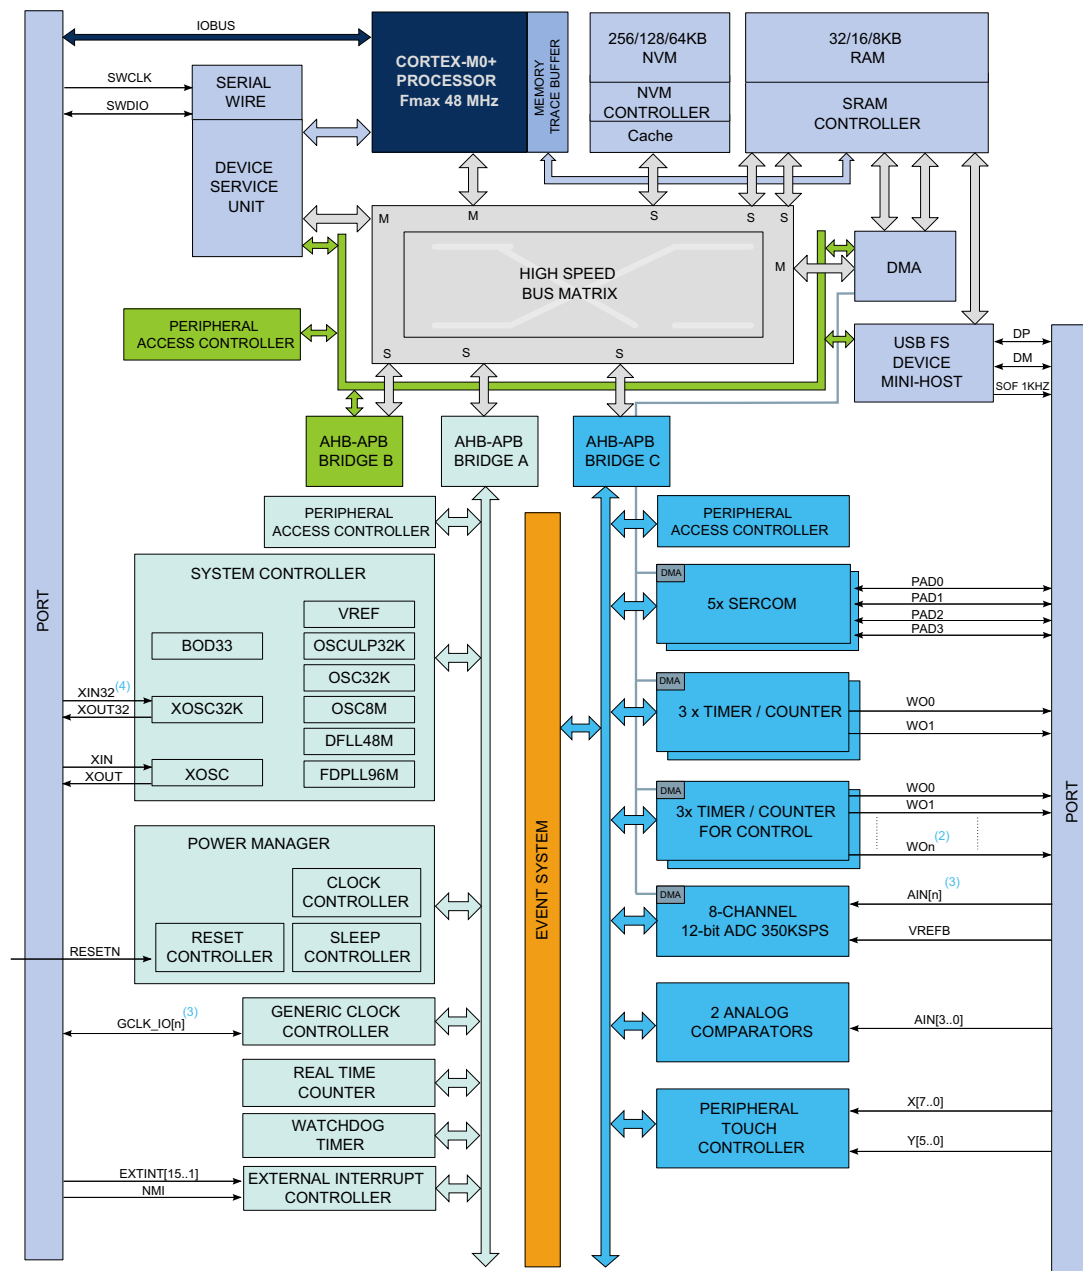 IOBUS
CORTEX-M0+
PROCESSOR
Fmax 48 MHz
MEMORY
TRACE BUFFER
256/128/64KB
NVM
NVM
CONTROLLER
Cache
32/16/8KB
RAM
SRAM
CONTROLLER
SWCLK
SWDIO
SERIAL
WIRE
DEVICE
SERVICE
UNIT
M
M
S
S
S
HIGH SPEED
BUS MATRIX
M
S
S
S
DMA
PERIPHERAL
ACCESS CONTROLLER
USB FS
DEVICE
MINI-HOST
DP
DM
SOF 1KHZ
AHB-APB
BRIDGE B
AHB-APB
BRIDGE A
AHB-APB
BRIDGE C
PERIPHERAL
ACCESS CONTROLLER
PERIPHERAL
ACCESS CONTROLLER
PORT
SYSTEM CONTROLLER
VREF
BOD33
OSCULP32K
OSC32K
XOSC32K
OSC8M
DFLL48M
XOSC
FDPLL96M
XIN32(4)
XOUT32
XIN
XOUT
EVENT SYSTEM
DMA
5x SERCOM
PAD0
PAD1
PAD2
PAD3
DMA
3 x TIMER / COUNTER
WO0
WO1
DMA
3x TIMER / COUNTER
FOR CONTROL
WO0
WO1
WOn(2)
PORT
POWER MANAGER
CLOCK
CONTROLLER
RESET
CONTROLLER
SLEEP
CONTROLLER
RESETN
DMA
8-CHANNEL
12-bit ADC 350KSPS
AIN[n](3)
VREFB
GCLK_IO[n](3)
GENERIC CLOCK
CONTROLLER
2 ANALOG
COMPARATORS
AIN[3..0]
REAL TIME
COUNTER
WATCHDOG
TIMER
PERIPHERAL
TOUCH
CONTROLLER
X[7..0]
Y[5..0]
EXTINT[15..1]
NMI
EXTERNAL INTERRUPT
CONTROLLER